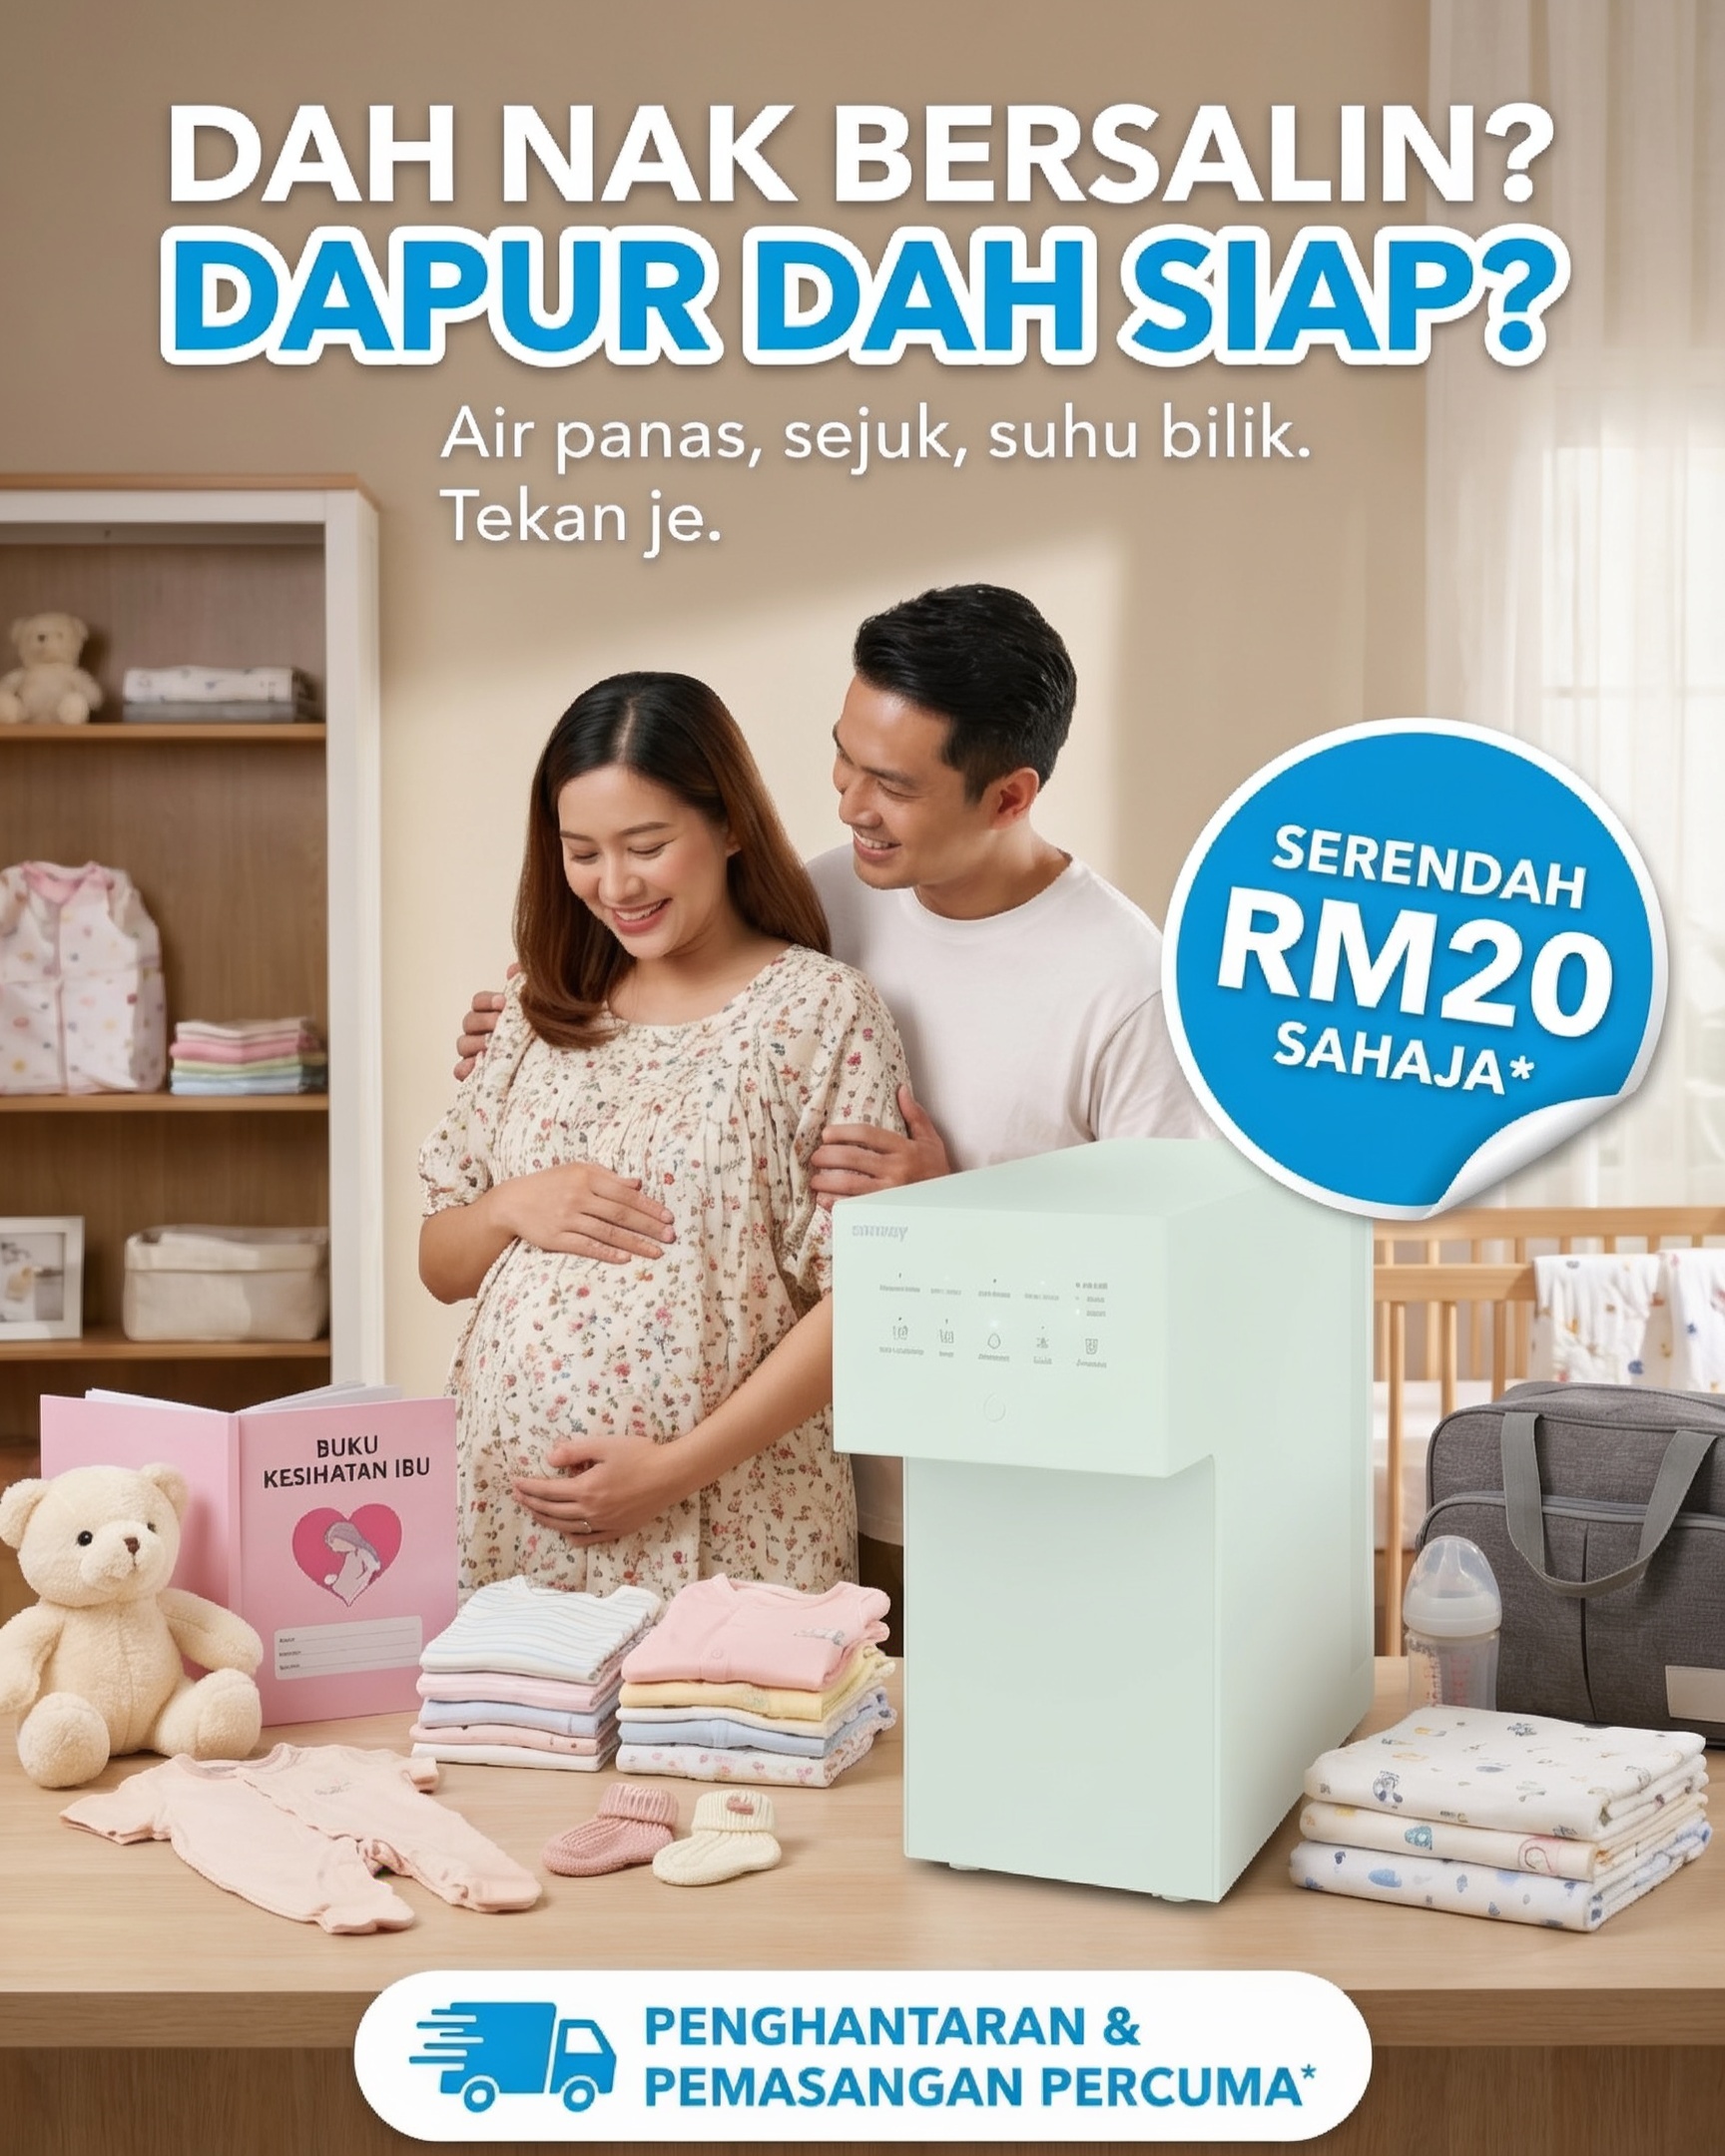 DAH NAK BERSALIN?
DAPUR DAH SIAP?
Air panas, sejuk, suhu bilik.
Tekan je.
SERENDAH
RM20
SAHAJA*
BUKU
KESIHATAN IBU
PENGHANTARAN &
PEMASANGAN PERCUMA*